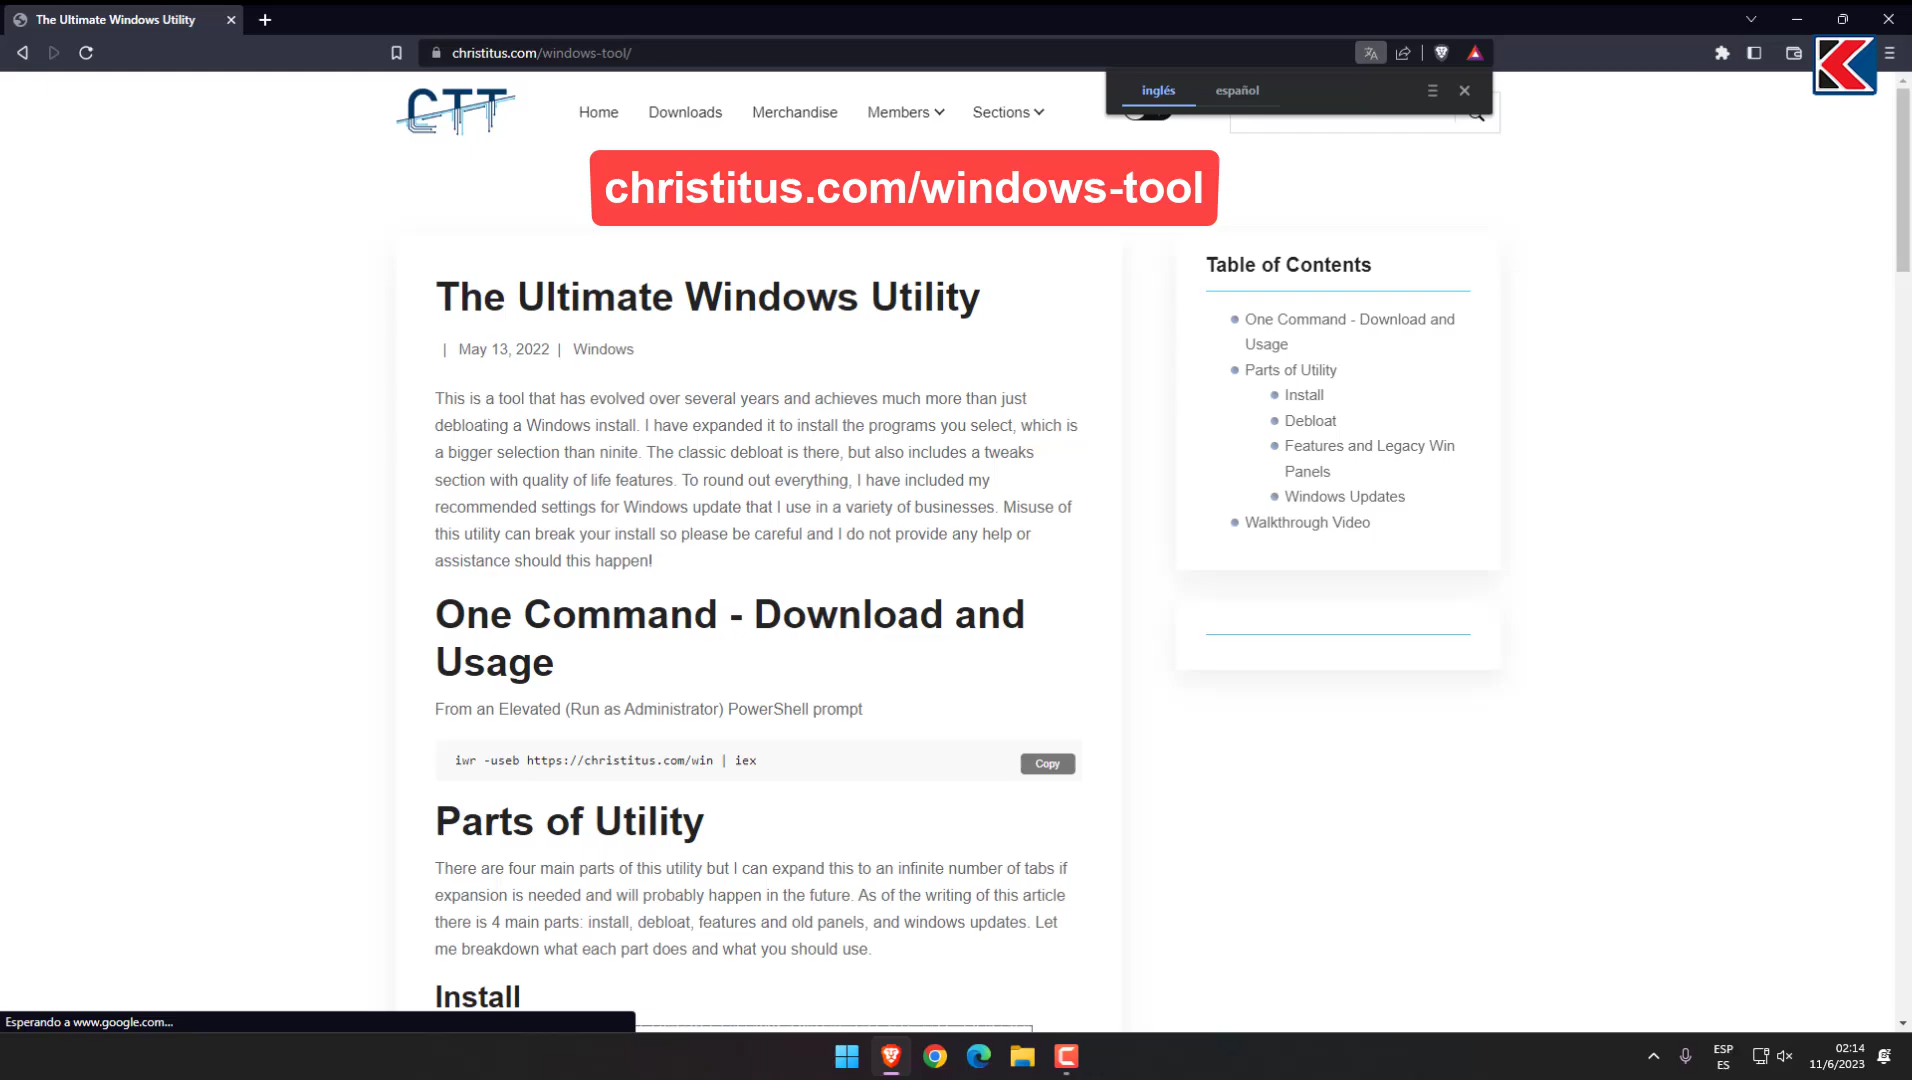 The Ultimate Windows Utility
christitus.com/windows-tool/
inglés español
CTT
Home Downloads Merchandise Members Sections
christitus.com/windows-tool
The Ultimate Windows Utility
| May 13, 2022 | Windows
This is a tool that has evolved over several years and achieves much more than just
debloating a Windows install. I have expanded it to install the programs you select, which is
a bigger selection than ninite. The classic debloat is there, but also includes a tweaks
section with quality of life features. To round out everything, I have included my
recommended settings for Windows update that I use in a variety of businesses. Misuse of
this utility can break your install so please be careful and I do not provide any help or
assistance should this happen!
One Command - Download and
Usage
From an Elevated (Run as Administrator) PowerShell prompt
iwr -useb https://christitus.com/win | iex
Copy
Parts of Utility
There are four main parts of this utility but I can expand this to an infinite number of tabs if
expansion is needed and will probably happen in the future. As of the writing of this article
there is 4 main parts: install, debloat, features and old panels, and windows updates. Let
me breakdown what each part does and what you should use.
Install
Table of Contents
One Command - Download and
Usage
Parts of Utility
Install
Debloat
Features and Legacy Win
Panels
Windows Updates
Walkthrough Video
Esperando a www.google.com...
ESP
ES
02:14
11/6/2023